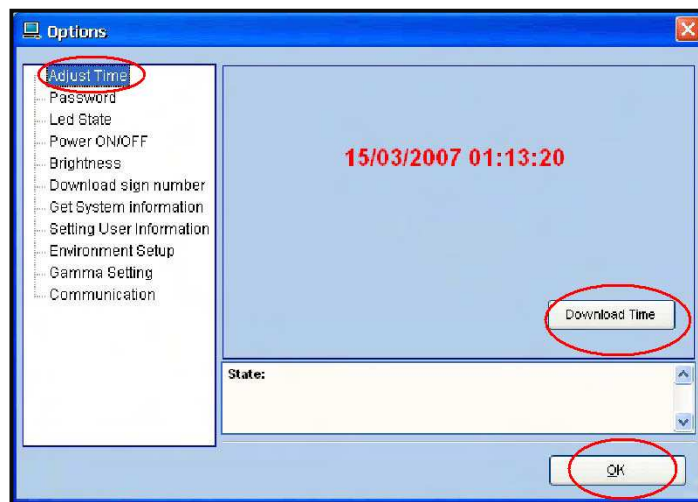 Options
Adjust Time
Password
Led State
Power ON/OFF
Brightness
Download sign number
Get System information
Setting User Information
Environment Setup
Gamma Setting
Communication
15/03/2007 01:13:20
Download Time
State:
OK